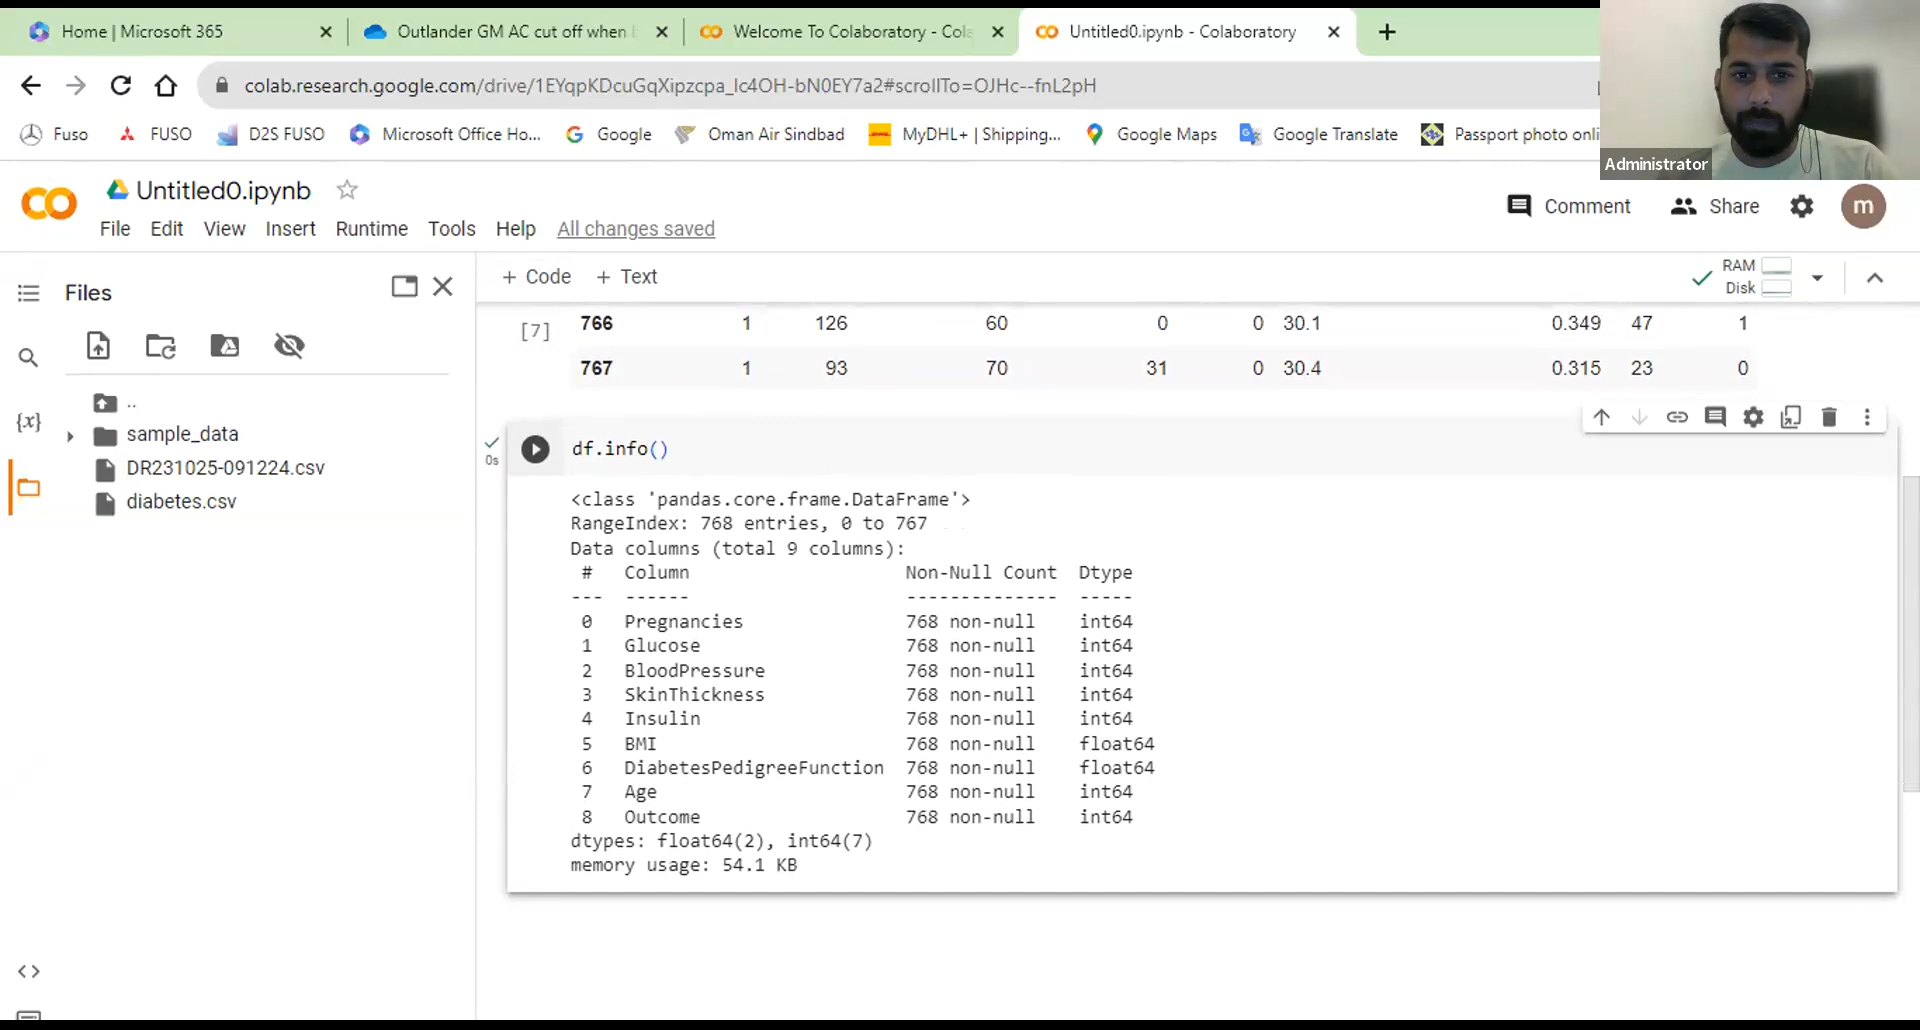 Home | Microsoft 365
Outlander GM AC cut off when
Welcome To Colaboratory - Cola
Untitled0.ipynb - Colaboratory
colab.research.google.com/drive/1EYqpKDcuGqXipzcpa_lc4OH-bN0EY7a2#scrollTo=OJHc--fnL2pH
Fuso FUSO D2S FUSO Microsoft Office Ho... Google Oman Air Sindbad MyDHL+ | Shipping... Google Maps Google Translate Passport photo onli
Administrator
Untitled0.ipynb
File Edit View Insert Runtime Tools Help All changes saved
Comment Share m
Files
+ Code + Text
RAM
Disk
{x}
..
sample_data
DR231025-091224.csv
diabetes.csv
[7]
766 1 126 60 0 0 30.1 0.349 47 1
767 1 93 70 31 0 30.4 0.315 23 0
0s
df.info()
<class 'pandas.core.frame.DataFrame'>
RangeIndex: 768 entries, 0 to 767
Data columns (total 9 columns):
# Column Non-Null Count Dtype
--- ------ -------------- -----
0 Pregnancies 768 non-null int64
1 Glucose 768 non-null int64
2 BloodPressure 768 non-null int64
3 SkinThickness 768 non-null int64
4 Insulin 768 non-null int64
5 BMI 768 non-null float64
6 DiabetesPedigreeFunction 768 non-null float64
7 Age 768 non-null int64
8 Outcome 768 non-null int64
dtypes: float64(2), int64(7)
memory usage: 54.1 KB